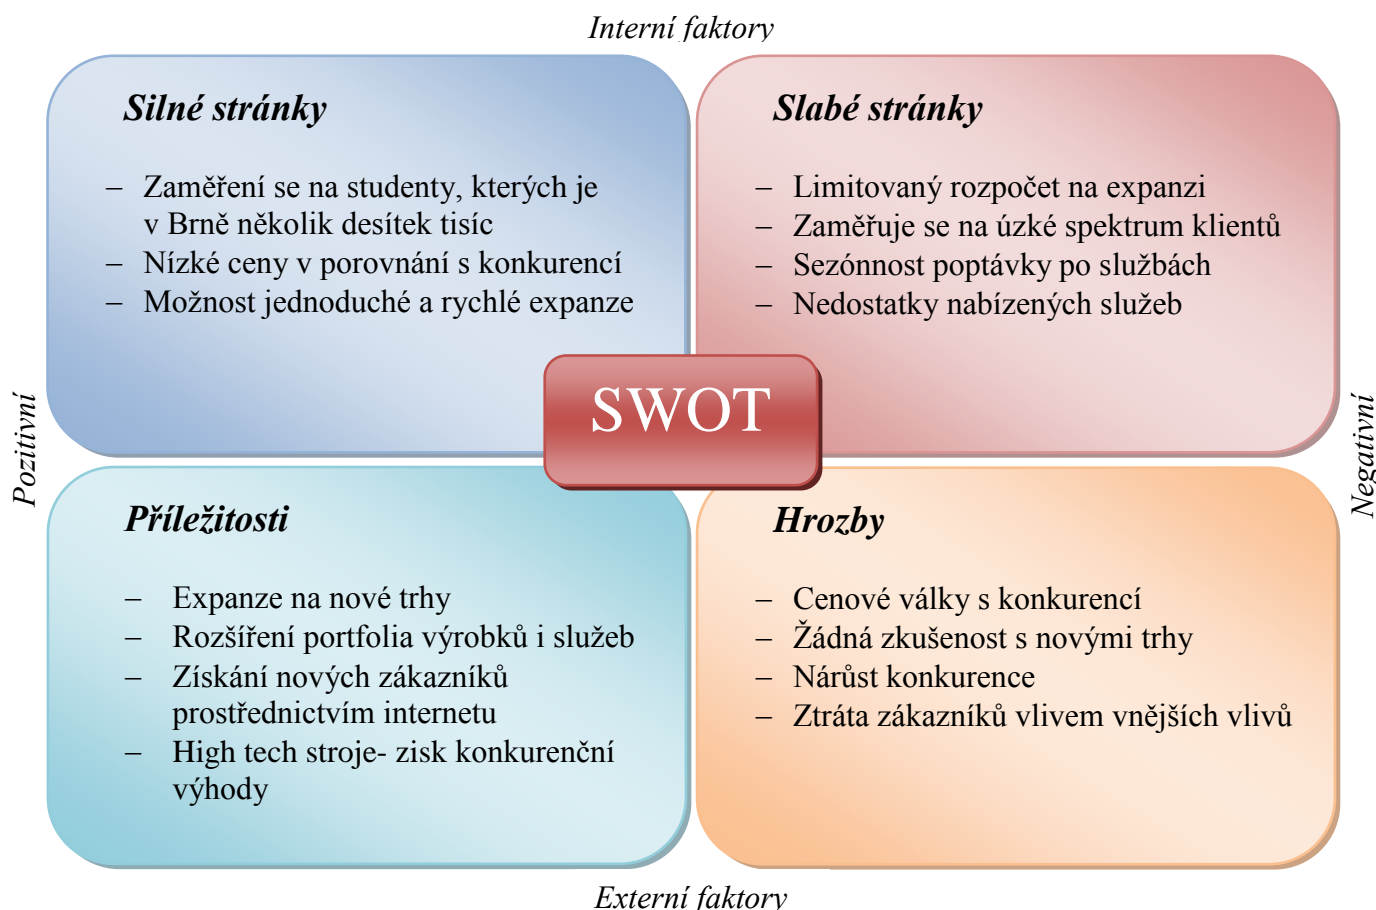 Interní faktory
Silné stránky
– Zaměření se na studenty, kterých je
v Brně několik desítek tisíc
– Nízké ceny v porovnání s konkurencí
– Možnost jednoduché a rychlé expanze
Slabé stránky
– Limitovaný rozpočet na expanzi
– Zaměřuje se na úzké spektrum klientů
– Sezónnost poptávky po službách
– Nedostatky nabízených služeb
SWOT
Pozitivní
Negativní
Příležitosti
– Expanze na nové trhy
– Rozšíření portfolia výrobků i služeb
– Získání nových zákazníků
prostřednictvím internetu
– High tech stroje- zisk konkurenční
výhody
Hrozby
– Cenové války s konkurencí
– Žádná zkušenost s novými trhy
– Nárůst konkurence
– Ztráta zákazníků vlivem vnějších vlivů
Externí faktory